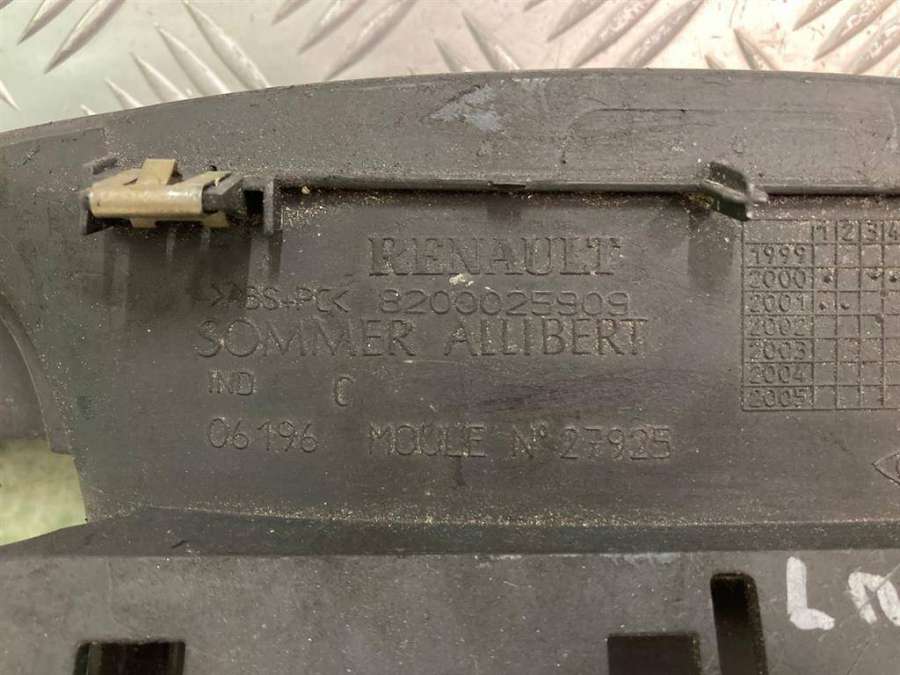 RENAULT
>ABS+PC< 8200025909
SOMMER ALLIBERT
IND C
06196 MOULE N° 27925
1 2 3 4
1999
2000
2001
2002
2003
2004
2005